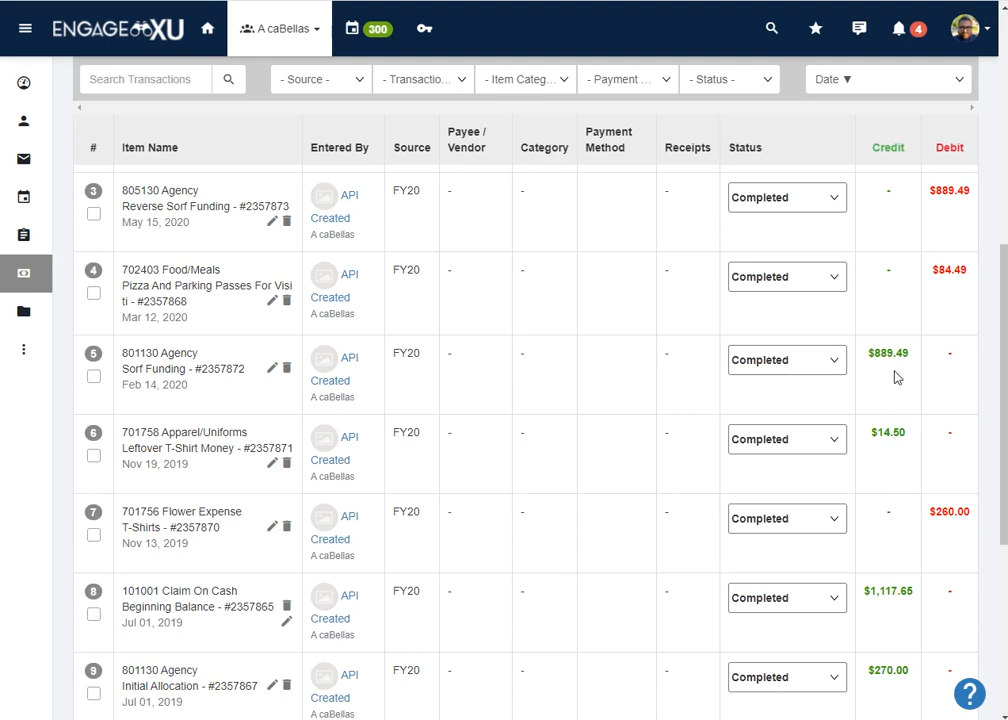 ENGAGE XU
A caBellas
300
4
Search Transactions
- Source -
- Transactio...
- Item Categ...
- Payment ...
- Status -
Date ▼
#
Item Name
Entered By
Source
Payee /
Vendor
Category
Payment
Method
Receipts
Status
Credit
Debit
3
805130 Agency
Reverse Sorf Funding - #2357873
May 15, 2020
API
Created
A caBellas
FY20
-
-
-
-
Completed
-
$889.49
4
702403 Food/Meals
Pizza And Parking Passes For Visi
ti - #2357868
Mar 12, 2020
API
Created
A caBellas
FY20
-
-
-
-
Completed
-
$84.49
5
801130 Agency
Sorf Funding - #2357872
Feb 14, 2020
API
Created
A caBellas
FY20
-
-
-
-
Completed
$889.49
-
6
701758 Apparel/Uniforms
Leftover T-Shirt Money - #2357871
Nov 19, 2019
API
Created
A caBellas
FY20
-
-
-
-
Completed
$14.50
-
7
701756 Flower Expense
T-Shirts - #2357870
Nov 13, 2019
API
Created
A caBellas
FY20
-
-
-
-
Completed
-
$260.00
8
101001 Claim On Cash
Beginning Balance - #2357865
Jul 01, 2019
API
Created
A caBellas
FY20
-
-
-
-
Completed
$1,117.65
-
9
801130 Agency
Initial Allocation - #2357867
Jul 01, 2019
API
Created
A caBellas
FY20
-
-
-
-
Completed
$270.00
-
?